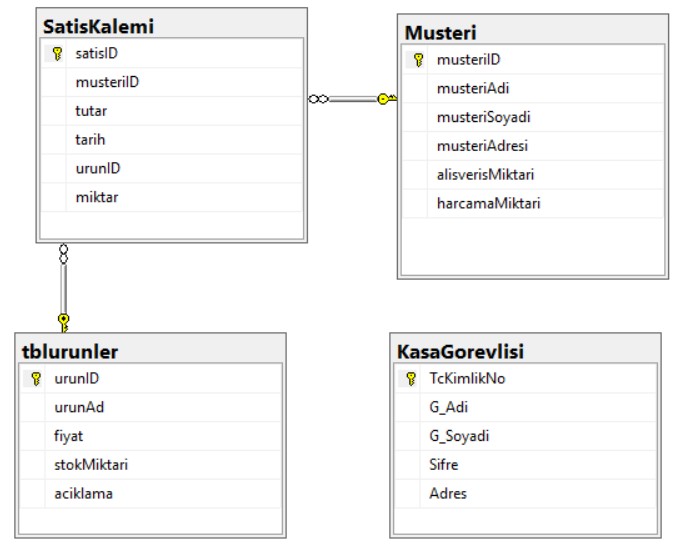 SatisKalemi
satisID
musteriID
tutar
tarih
urunID
miktar
Musteri
musteriID
musteriAdi
musteriSoyadi
musteriAdresi
alisverisMiktari
harcamaMiktari
tblurunler
urunID
urunAd
fiyat
stokMiktari
aciklama
KasaGorevlisi
TcKimlikNo
G_Adi
G_Soyadi
Sifre
Adres